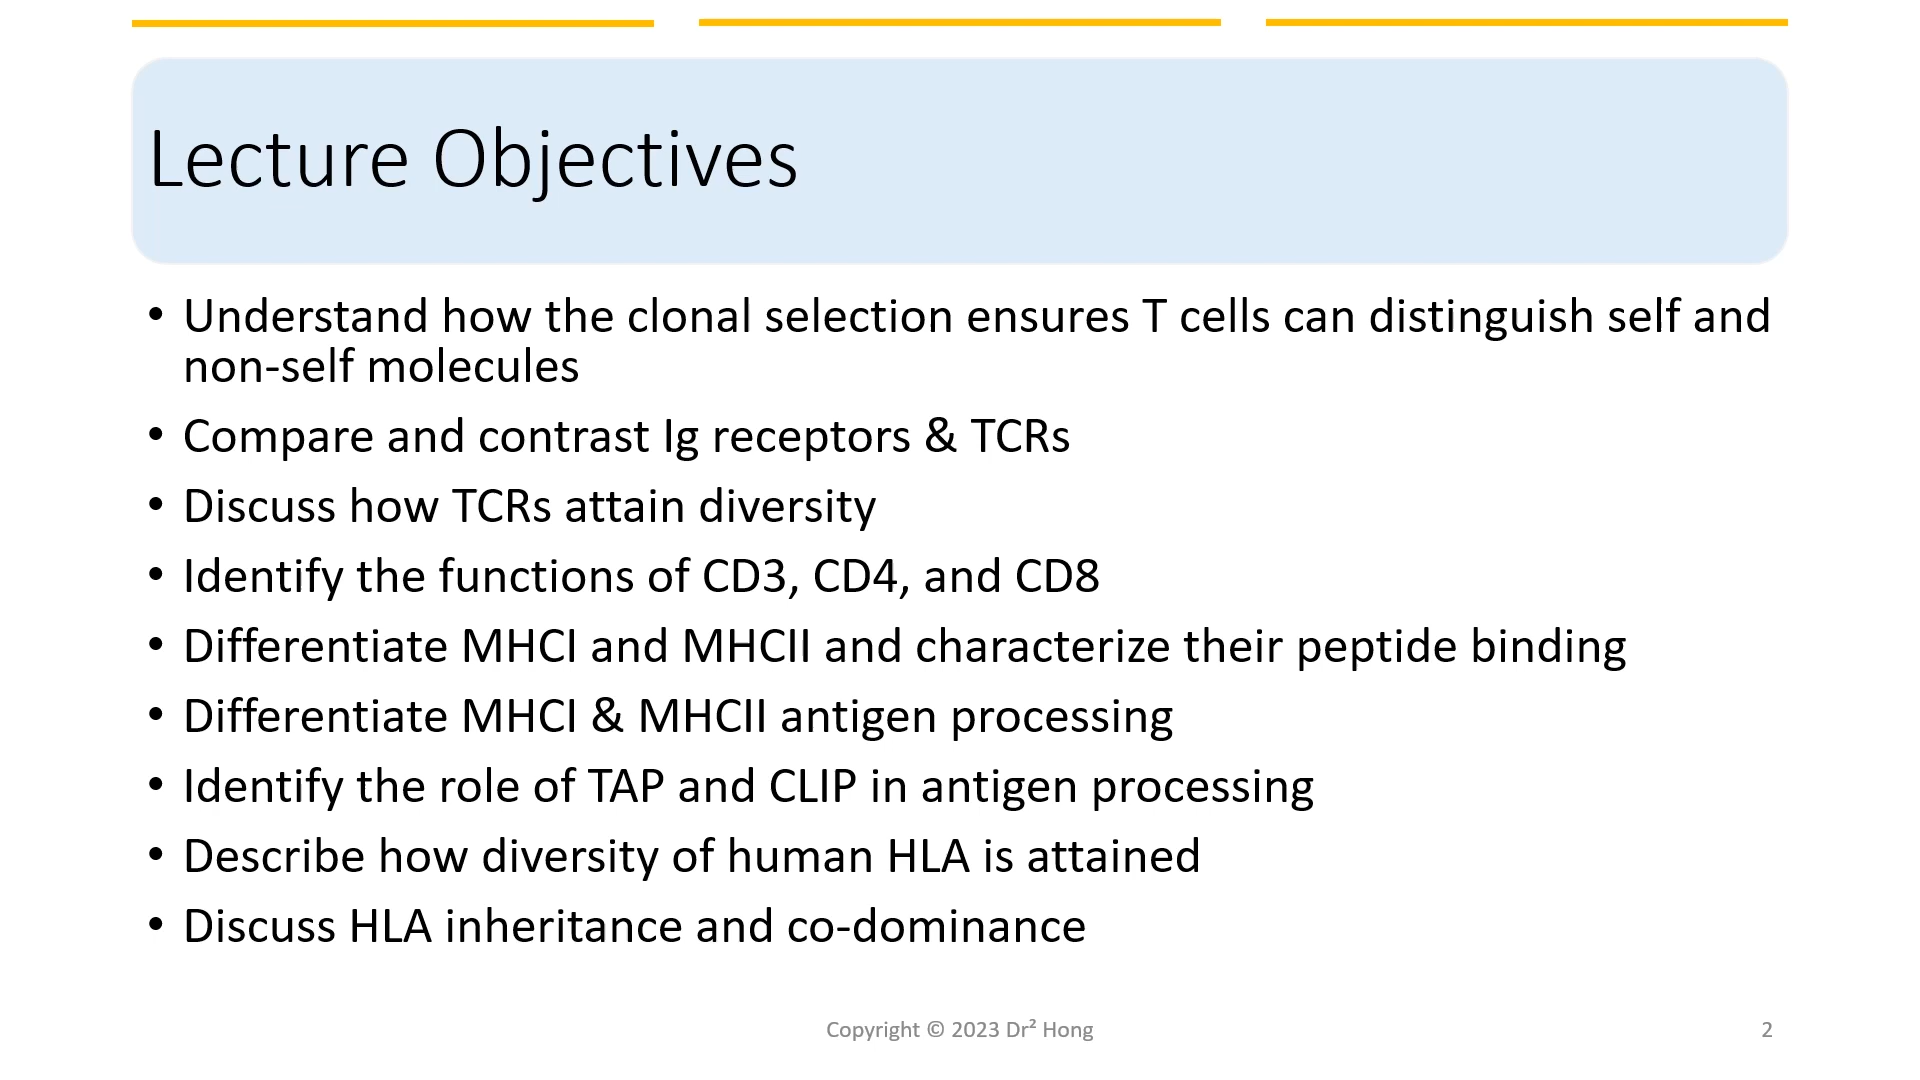 Lecture Objectives
• Understand how the clonal selection ensures T cells can distinguish self and
non-self molecules
• Compare and contrast Ig receptors & TCRs
• Discuss how TCRs attain diversity
• Identify the functions of CD3, CD4, and CD8
• Differentiate MHCI and MHCII and characterize their peptide binding
• Differentiate MHCI & MHCII antigen processing
• Identify the role of TAP and CLIP in antigen processing
• Describe how diversity of human HLA is attained
• Discuss HLA inheritance and co-dominance
Copyright © 2023 Dr² Hong
2